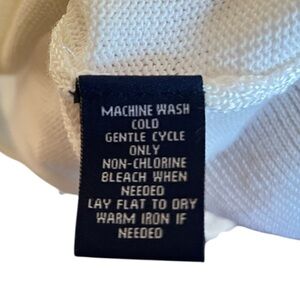 MACHINE WASH
COLD
GENTLE CYCLE
ONLY
NON-CHLORINE
BLEACH WHEN
NEEDED
LAY FLAT TO DRY
WARM IRON IF
NEEDED